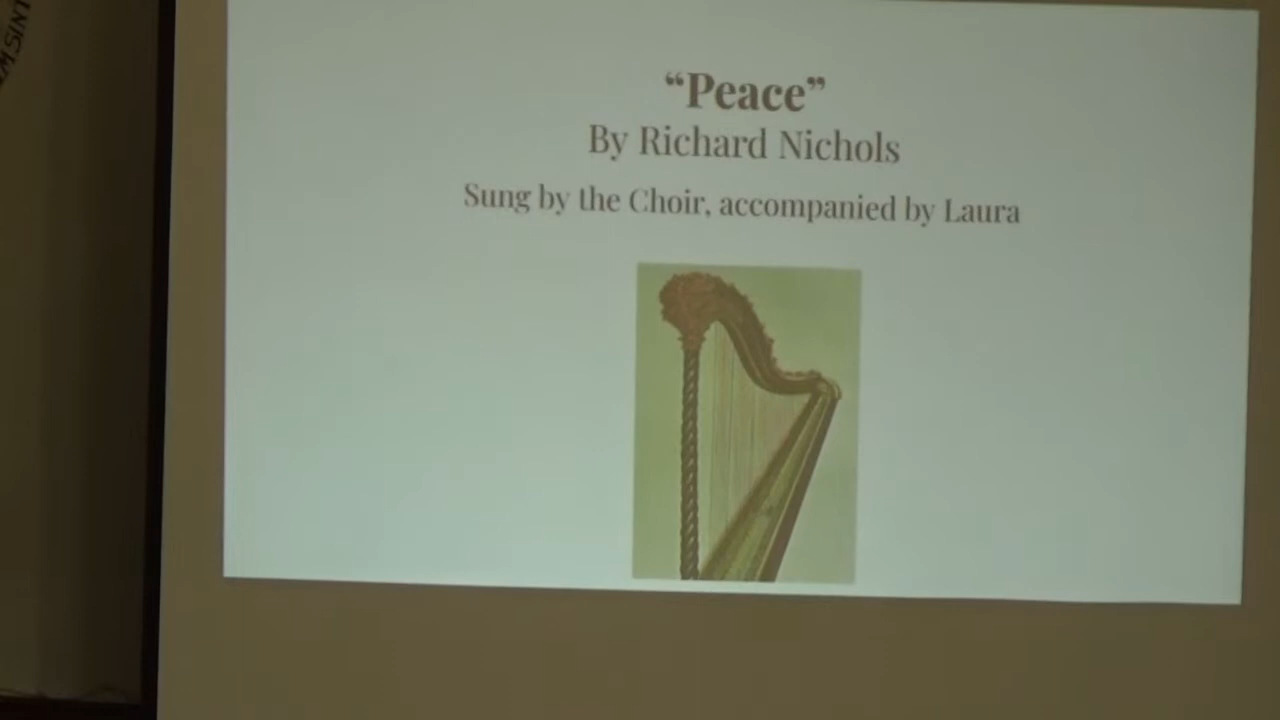 “Peace”
By Richard Nichols
Sung by the Choir, accompanied by Laura